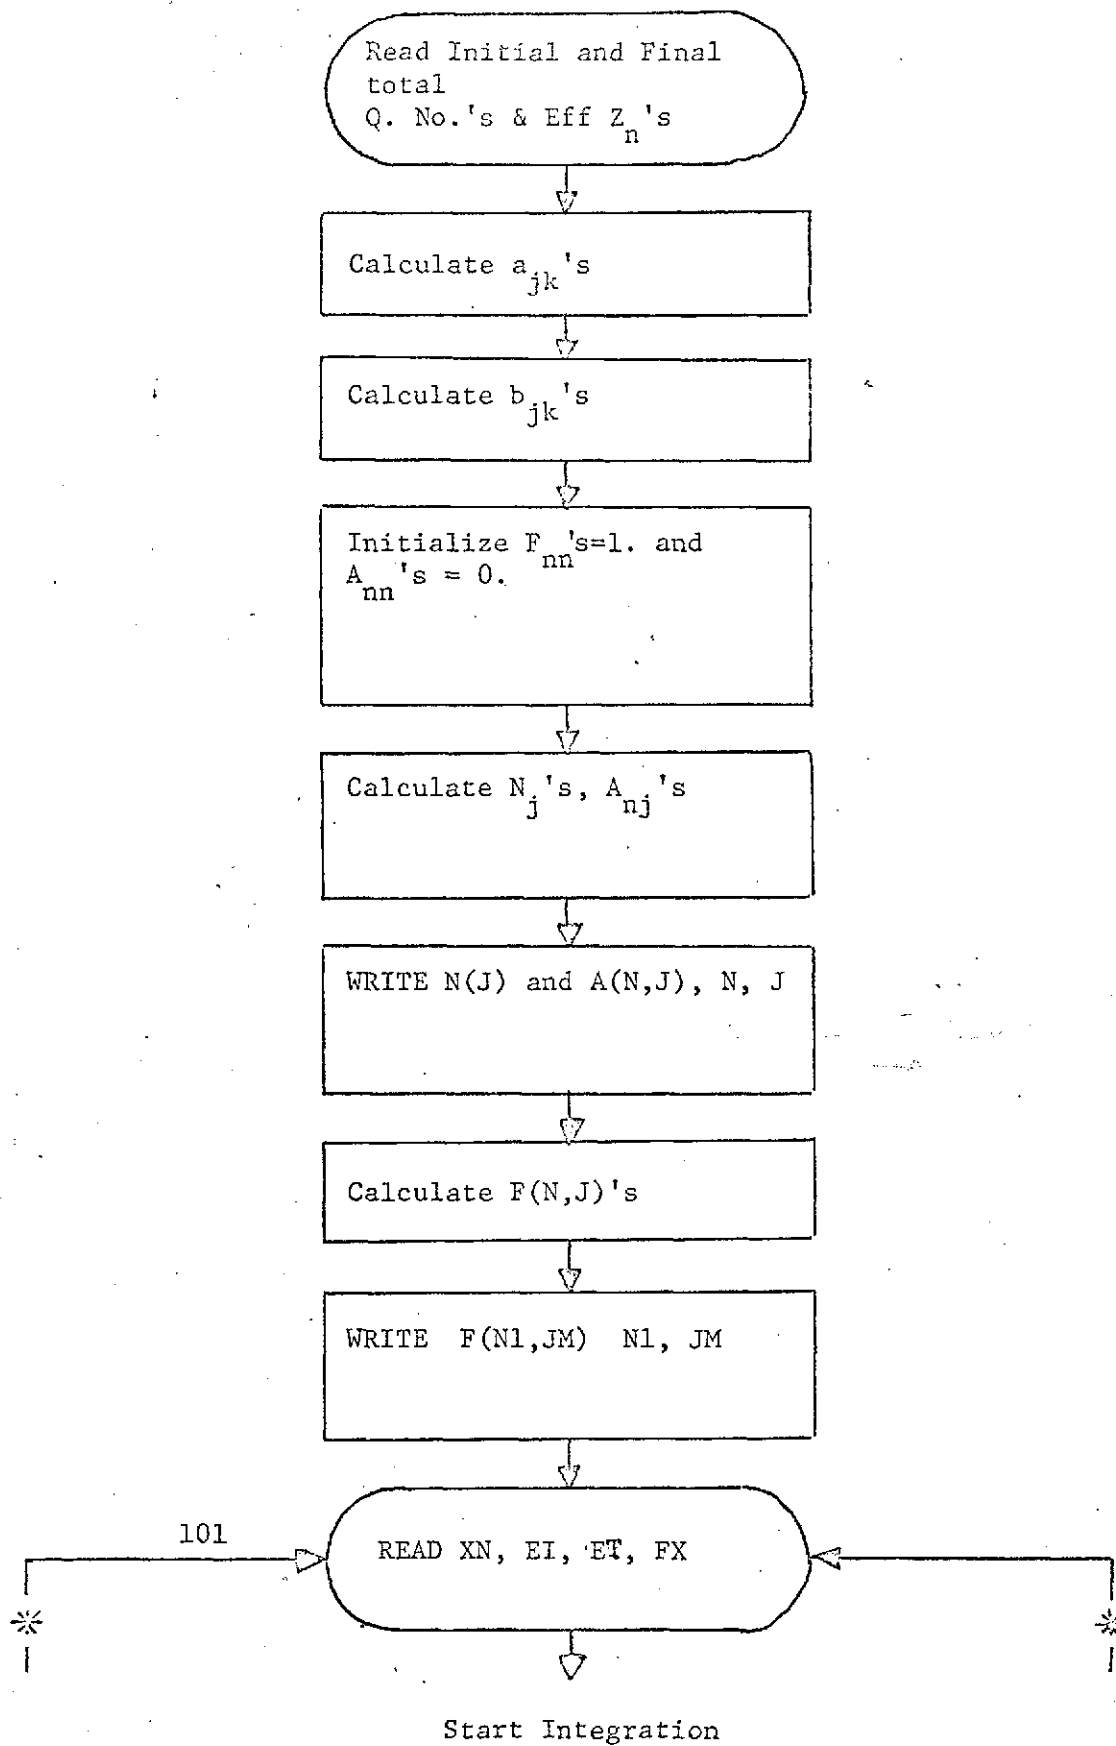 Read Initial and Final
total
Q. No.'s & Eff Z_n's
Calculate a_jk's
Calculate b_jk's
Initialize F_nn's=1. and
A_nn's = 0.
Calculate N_j's, A_nj's
WRITE N(J) and A(N,J), N, J
Calculate F(N,J)'s
WRITE F(N1,JM) N1, JM
101
READ XN, EI, ET, FX
Start Integration